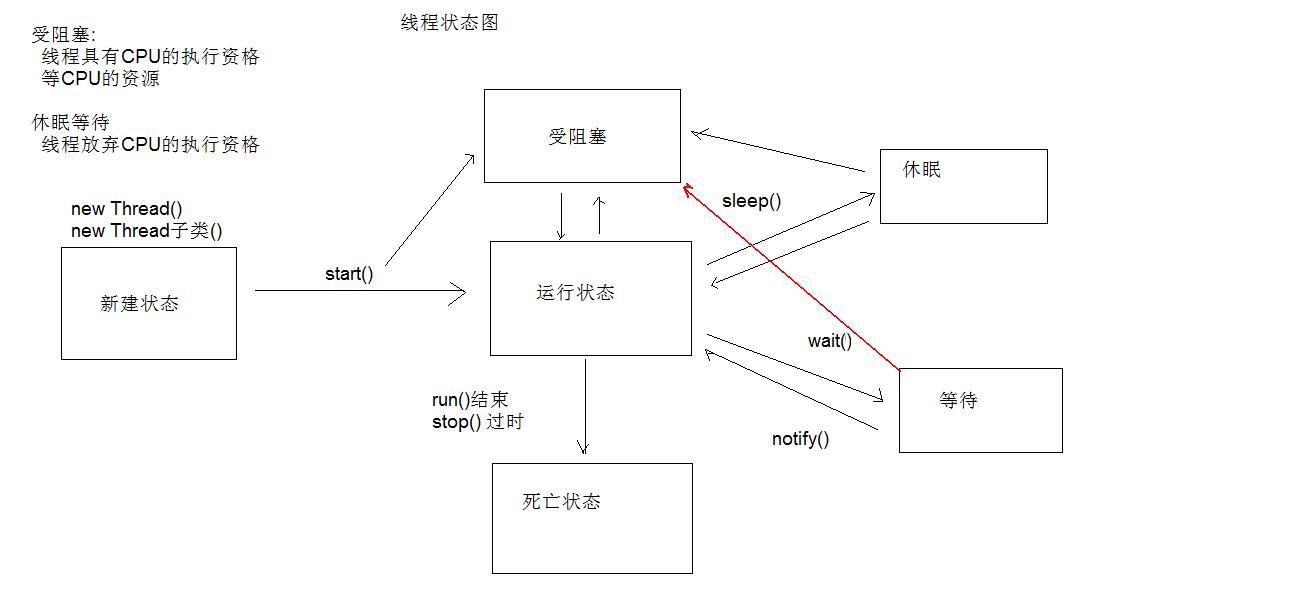 线程状态图
受阻塞:
线程具有CPU的执行资格
等CPU的资源
休眠等待
线程放弃CPU的执行资格
受阻塞
休眠
sleep()
new Thread()
new Thread子类()
start()
新建状态
运行状态
wait()
等待
run()结束
stop() 过时
notify()
死亡状态